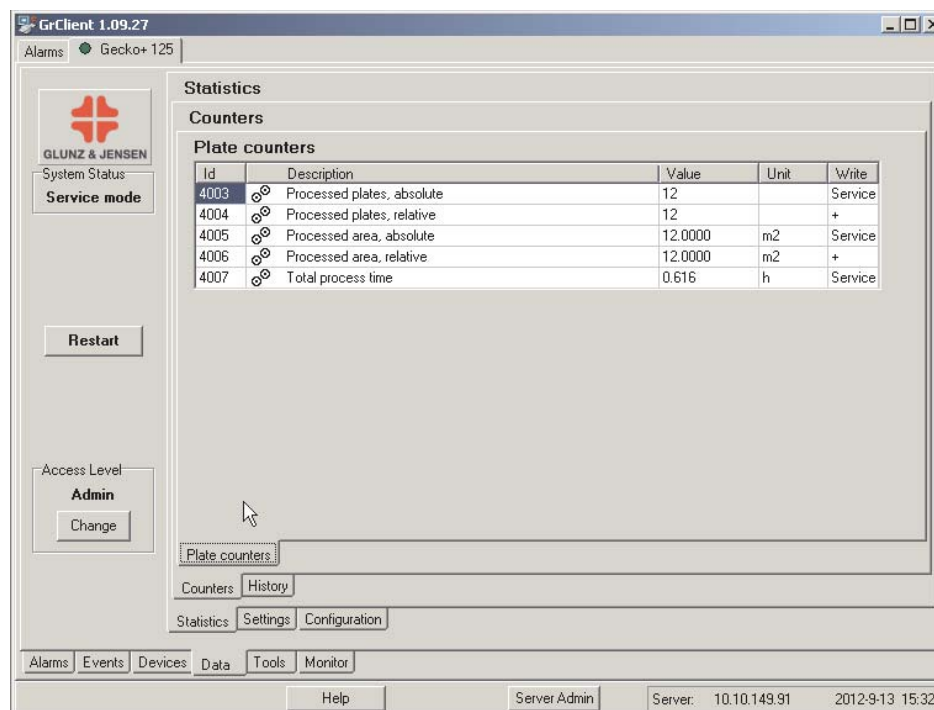 GrClient 1.09.27
Alarms Gecko+ 125
GLUNZ & JENSEN
System Status
Service mode
Restart
Access Level
Admin
Change
Statistics
Counters
Plate counters
Id Description Value Unit Write
4003 Processed plates, absolute 12 Service
4004 Processed plates, relative 12 +
4005 Processed area, absolute 12.0000 m2 Service
4006 Processed area, relative 12.0000 m2 +
4007 Total process time 0.616 h Service
Plate counters
Counters History
Statistics Settings Configuration
Alarms Events Devices Data Tools Monitor
Help Server Admin Server: 10.10.149.91 2012-9-13 15:32